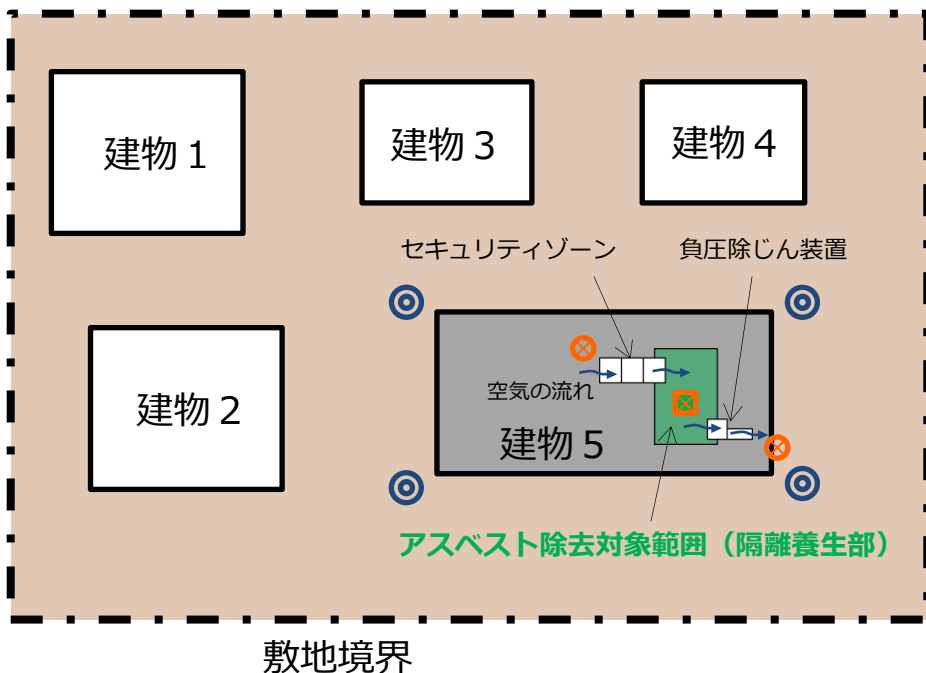 建物１
建物３
建物４
セキュリティゾーン
負圧除じん装置
建物２
空気の流れ
建物５
アスベスト除去対象範囲（隔離養生部）
敷地境界